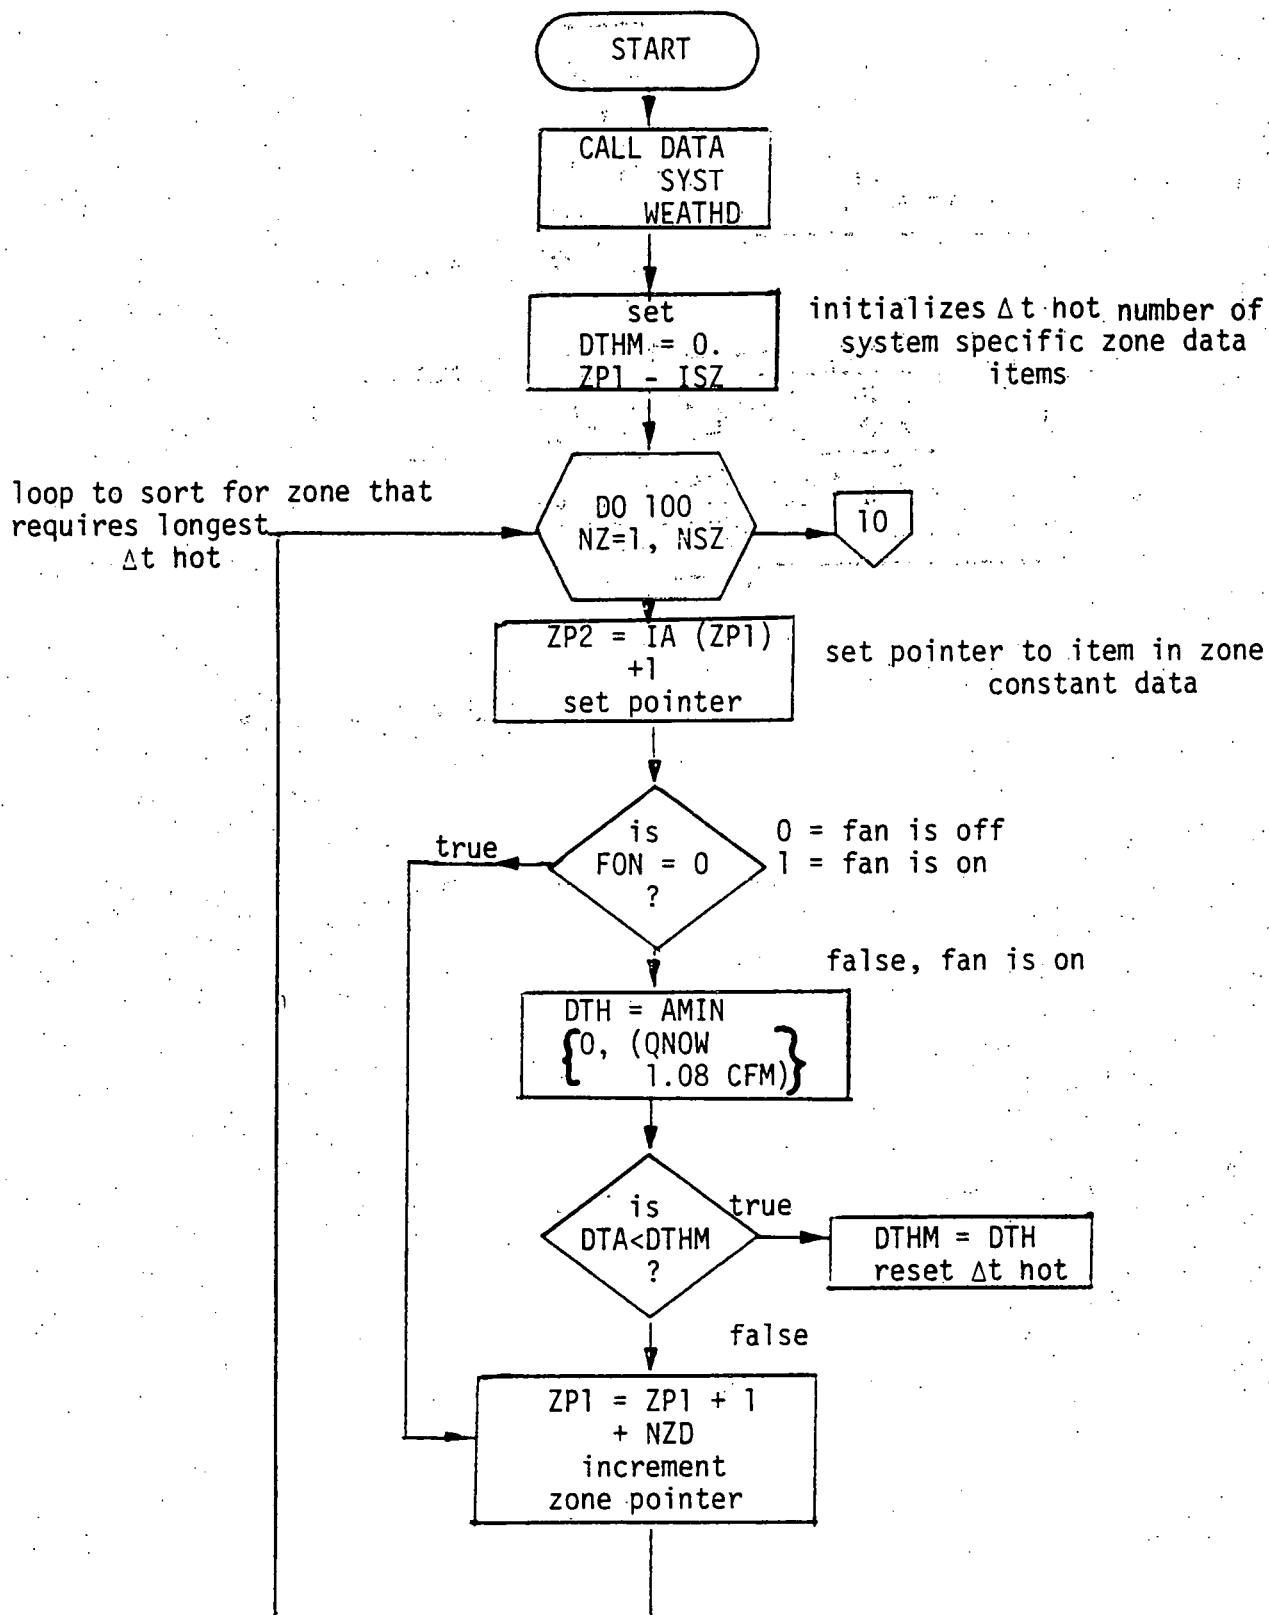 START
CALL DATA
SYST
WEATHD
set
DTHM = 0.
ZP1 - ISZ
initializes Δt hot number of
system specific zone data
items
loop to sort for zone that
requires longest
Δt hot
DO 100
NZ=1, NSZ
10
ZP2 = IA (ZP1)
+1
set pointer
set pointer to item in zone
constant data
is
FON = 0
?
true
0 = fan is off
1 = fan is on
false, fan is on
DTH = AMIN
{0, (QNOW
1.08 CFM)}
is
DTA<DTHM
?
true
DTHM = DTH
reset Δt hot
false
ZP1 = ZP1 + 1
+ NZD
increment
zone pointer